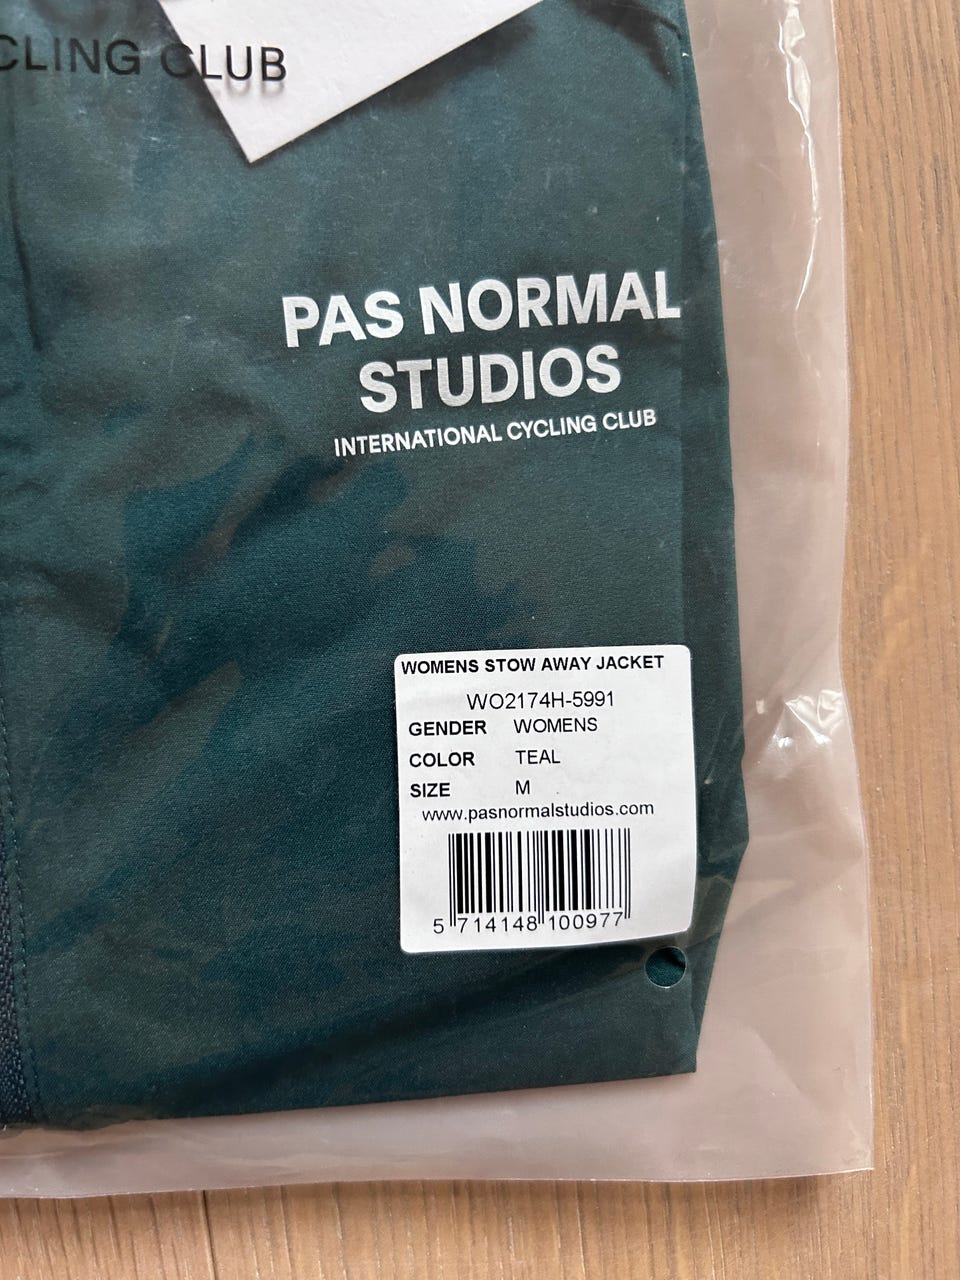 CLING CLUB
PAS NORMAL
STUDIOS
INTERNATIONAL CYCLING CLUB
WOMENS STOW AWAY JACKET
WO2174H-5991
GENDER WOMENS
COLOR TEAL
SIZE M
www.pasnormalstudios.com
5 714148 100977